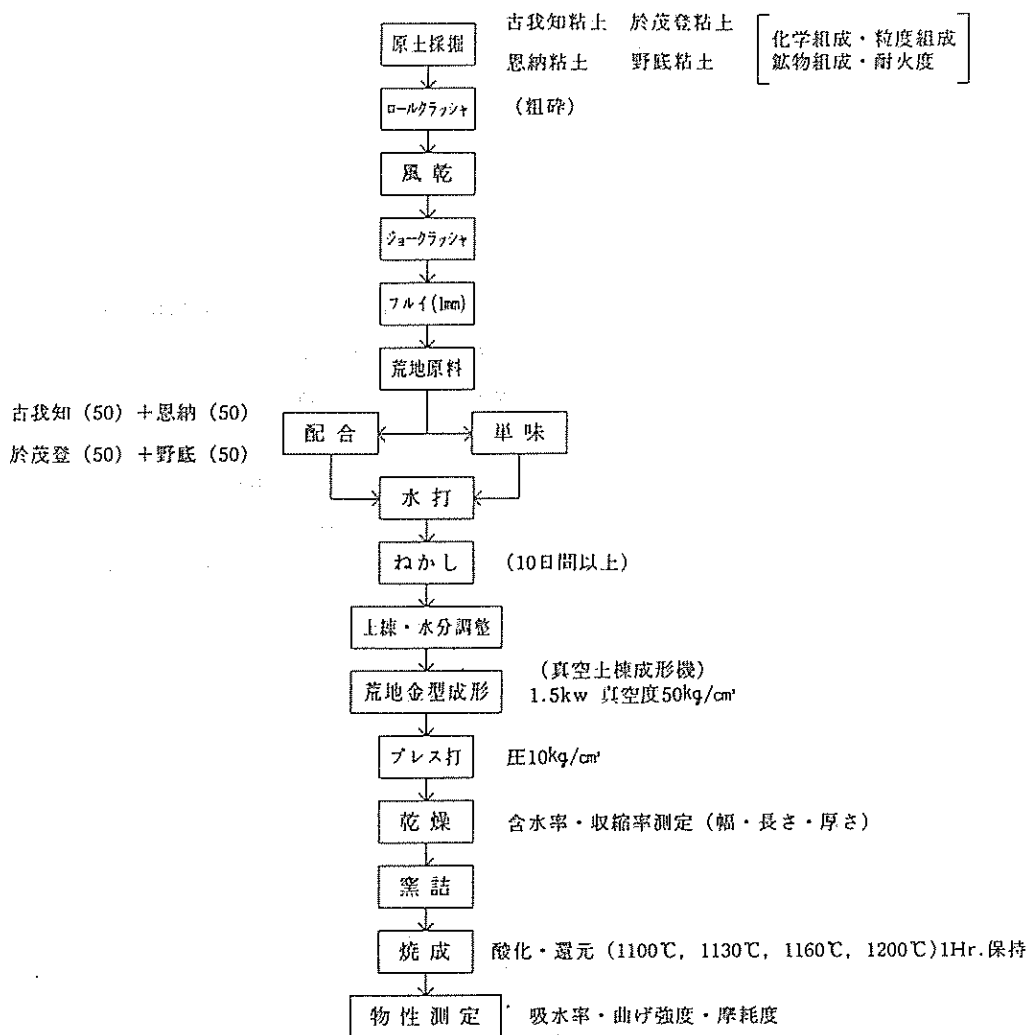 原土採掘
古我知粘土 於茂登粘土
恩納粘土 野底粘土
化学組成・粒度組成
鉱物組成・耐火度
ロールクラッシャ (粗砕)
風乾
ジョークラッシャ
フルイ(1mm)
荒地原料
古我知 (50) +恩納 (50)
於茂登 (50) +野底 (50)
配合 単味
水打
ねかし (10日間以上)
土練・水分調整
(真空土練成形機)
荒地金型成形 1.5kw 真空度50kg/cm²
プレス打 圧10kg/cm²
乾燥 含水率・収縮率測定 (幅・長さ・厚さ)
窯詰
焼成 酸化・還元 (1100℃, 1130℃, 1160℃, 1200℃)1Hr.保持
物性測定 吸水率・曲げ強度・摩耗度